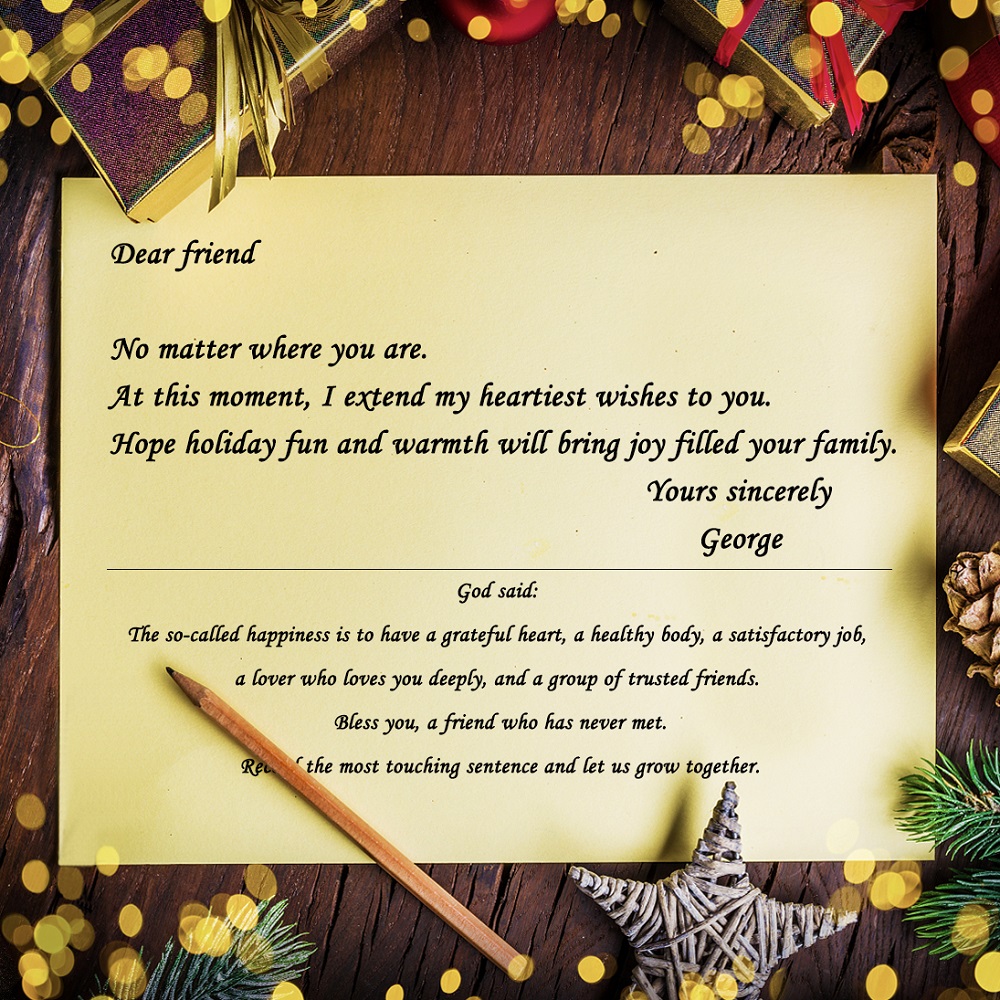 Dear friend
No matter where you are.
At this moment, I extend my heartiest wishes to you.
Hope holiday fun and warmth will bring joy filled your family.
Yours sincerely
George
God said:
The so-called happiness is to have a grateful heart, a healthy body, a satisfactory job,
a lover who loves you deeply, and a group of trusted friends.
Bless you, a friend who has never met.
the most touching sentence and let us grow together.